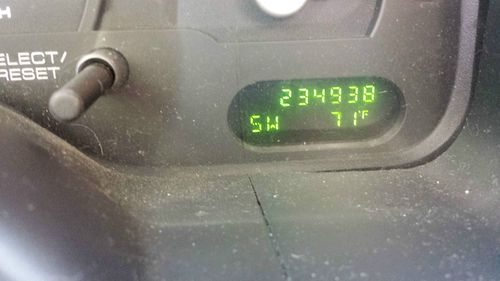 H
ELECT/
RESET
234938
SW 71°F